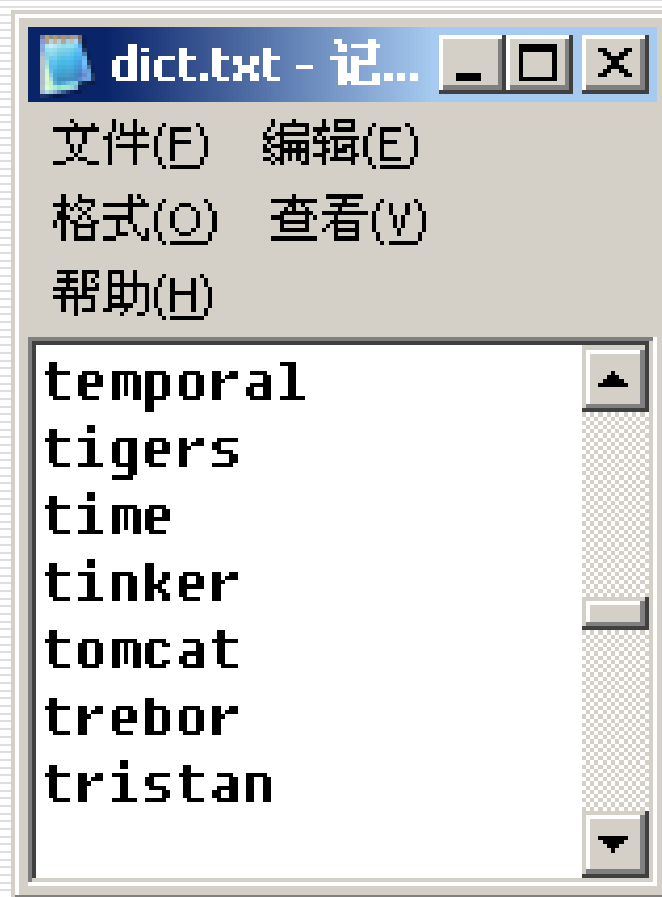 dict.txt - 记...
文件(F) 编辑(E)
格式(O) 查看(V)
帮助(H)
temporal
tigers
time
tinker
tomcat
trebor
tristan